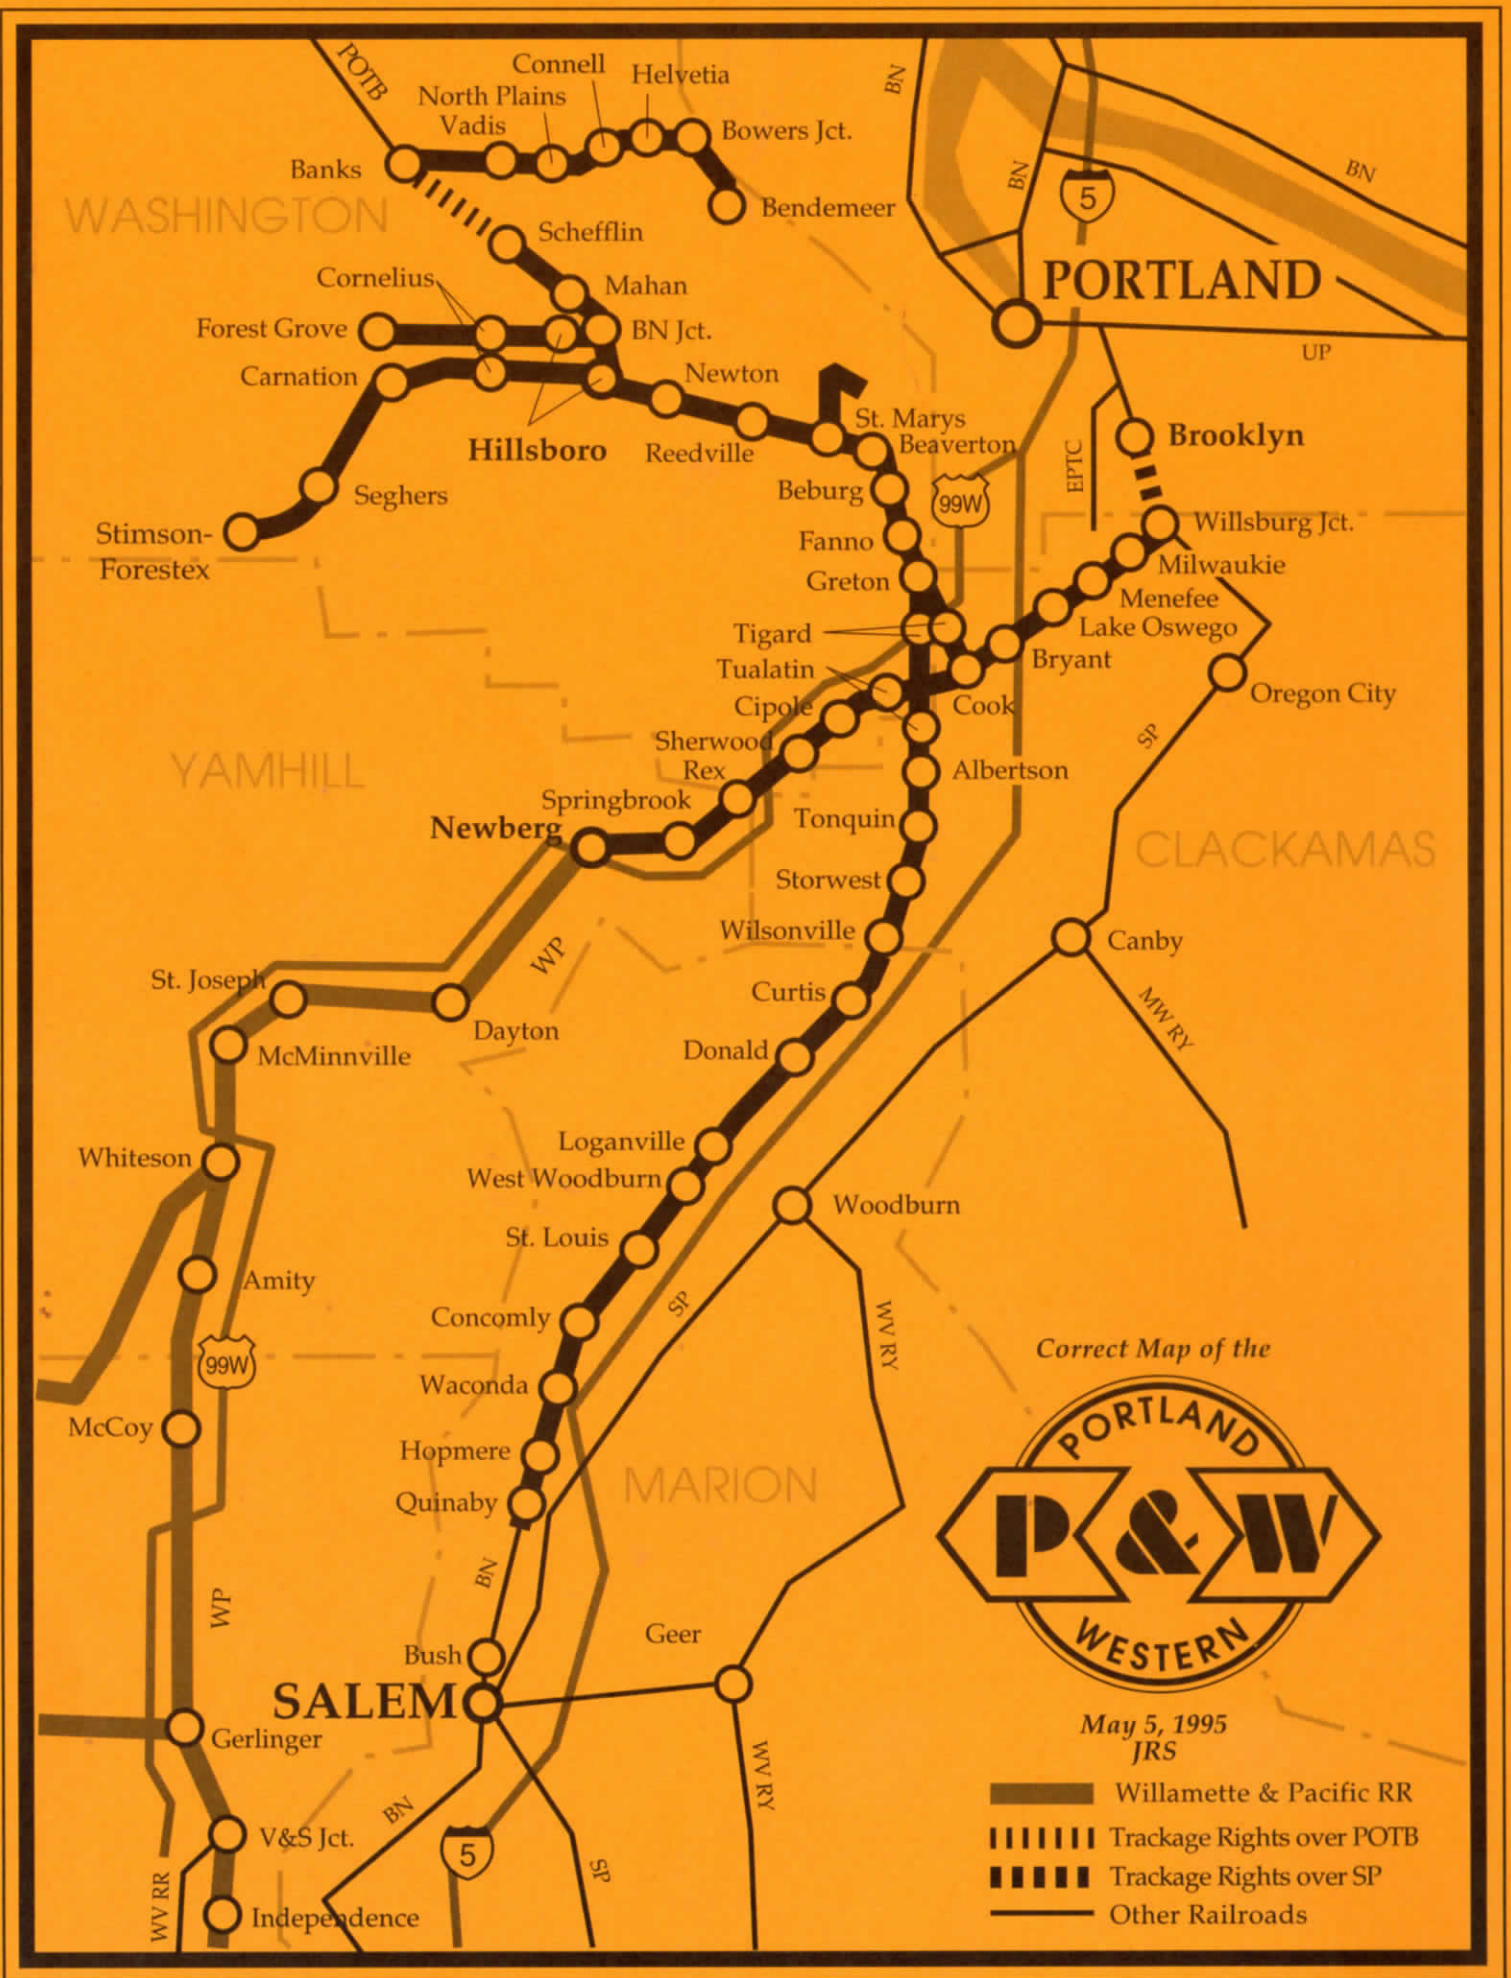 POTB
Connell
Helvetia
North Plains
Vadis
Bowers Jct.
Banks
Bendemeer
BN
BN
BN
5
WASHINGTON
Schefflin
PORTLAND
Cornelius
Mahan
Forest Grove
BN Jct.
UP
Carnation
Newton
St. Marys
Hillsboro
Reedville
Beaverton
Brooklyn
EPTC
Seghers
Beburg
99W
Stimson-
Forestex
Fanno
Willsburg Jct.
Greton
Milwaukie
Menefee
Tigard
Lake Oswego
Tualatin
Bryant
Cipole
Cook
Oregon City
SP
Sherwood
Rex
Albertson
YAMHILL
Springbrook
Newberg
Tonquin
CLACKAMAS
Storwest
Wilsonville
Canby
WP
St. Joseph
Curtis
MW RY
Dayton
McMinnville
Donald
Loganville
Whiteson
West Woodburn
Woodburn
St. Louis
Amity
Concomly
SP
WV RY
99W
Waconda
McCoy
Hopmere
MARION
Quinaby
BN
WP
Bush
Geer
SALEM
Gerlinger
WV RY
BN
V&S Jct.
5
SP
WV RR
Independence
Correct Map of the
PORTLAND
P&W
WESTERN
May 5, 1995
JRS
Willamette & Pacific RR
Trackage Rights over POTB
Trackage Rights over SP
Other Railroads